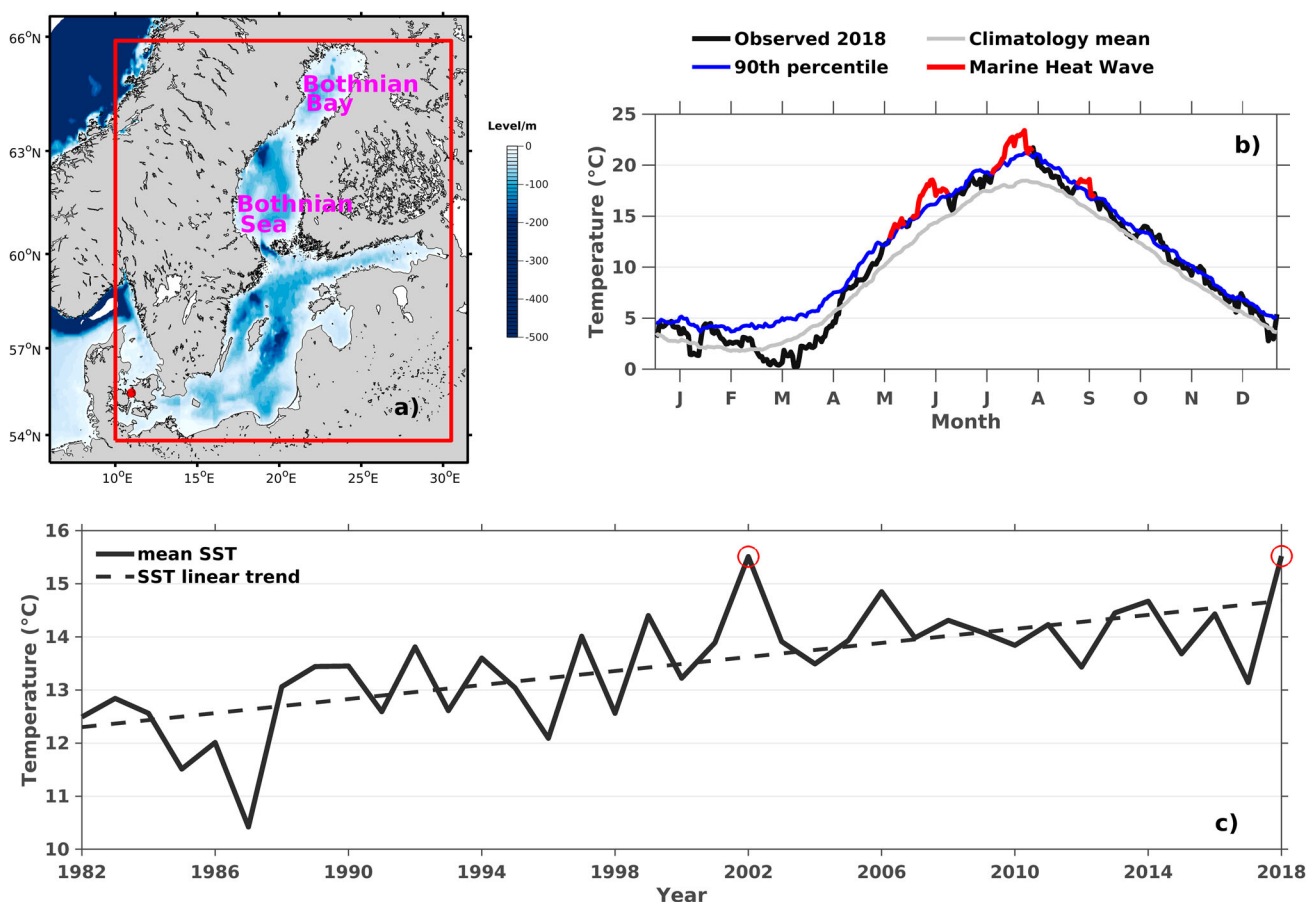 66°N
63°N
60°N
57°N
54°N
10°E 15°E 20°E 25°E 30°E
Bothnian
Bay
Bothnian
Sea
a)
Level/m
0
-100
-200
-300
-400
-500
Observed 2018 Climatology mean
90th percentile Marine Heat Wave
b)
25
20
15
10
5
0
Temperature (°C)
J F M A M J J A S O N D
Month
mean SST
SST linear trend
16
15
14
13
12
11
10
Temperature (°C)
c)
1982 1986 1990 1994 1998 2002 2006 2010 2014 2018
Year